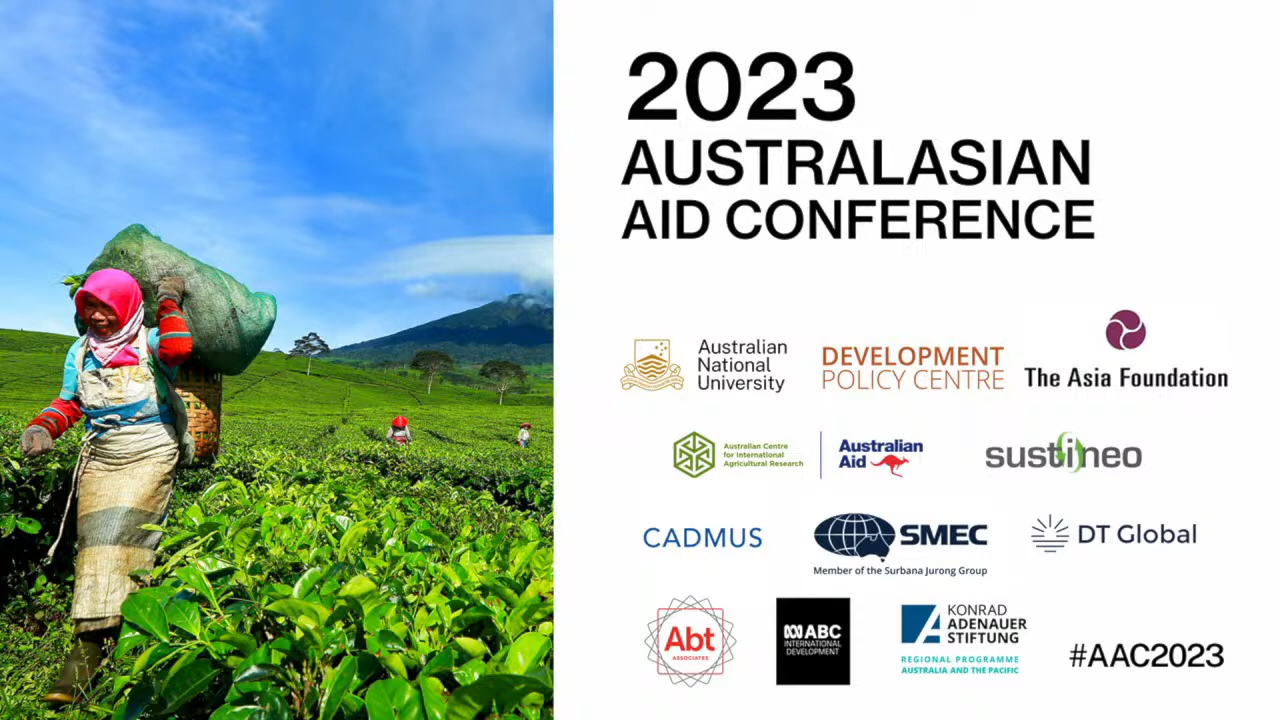 2023
AUSTRALASIAN
AID CONFERENCE
Australian
National
University
DEVELOPMENT
POLICY CENTRE
The Asia Foundation
Australian Centre
for International
Agricultural Research
Australian
Aid
sustineo
CADMUS
SMEC
Member of the Surbana Jurong Group
DT Global
Abt
ASSOCIATES
ABC
INTERNATIONAL
DEVELOPMENT
KONRAD
ADENAUER
STIFTUNG
REGIONAL PROGRAMME
AUSTRALIA AND THE PACIFIC
#AAC2023